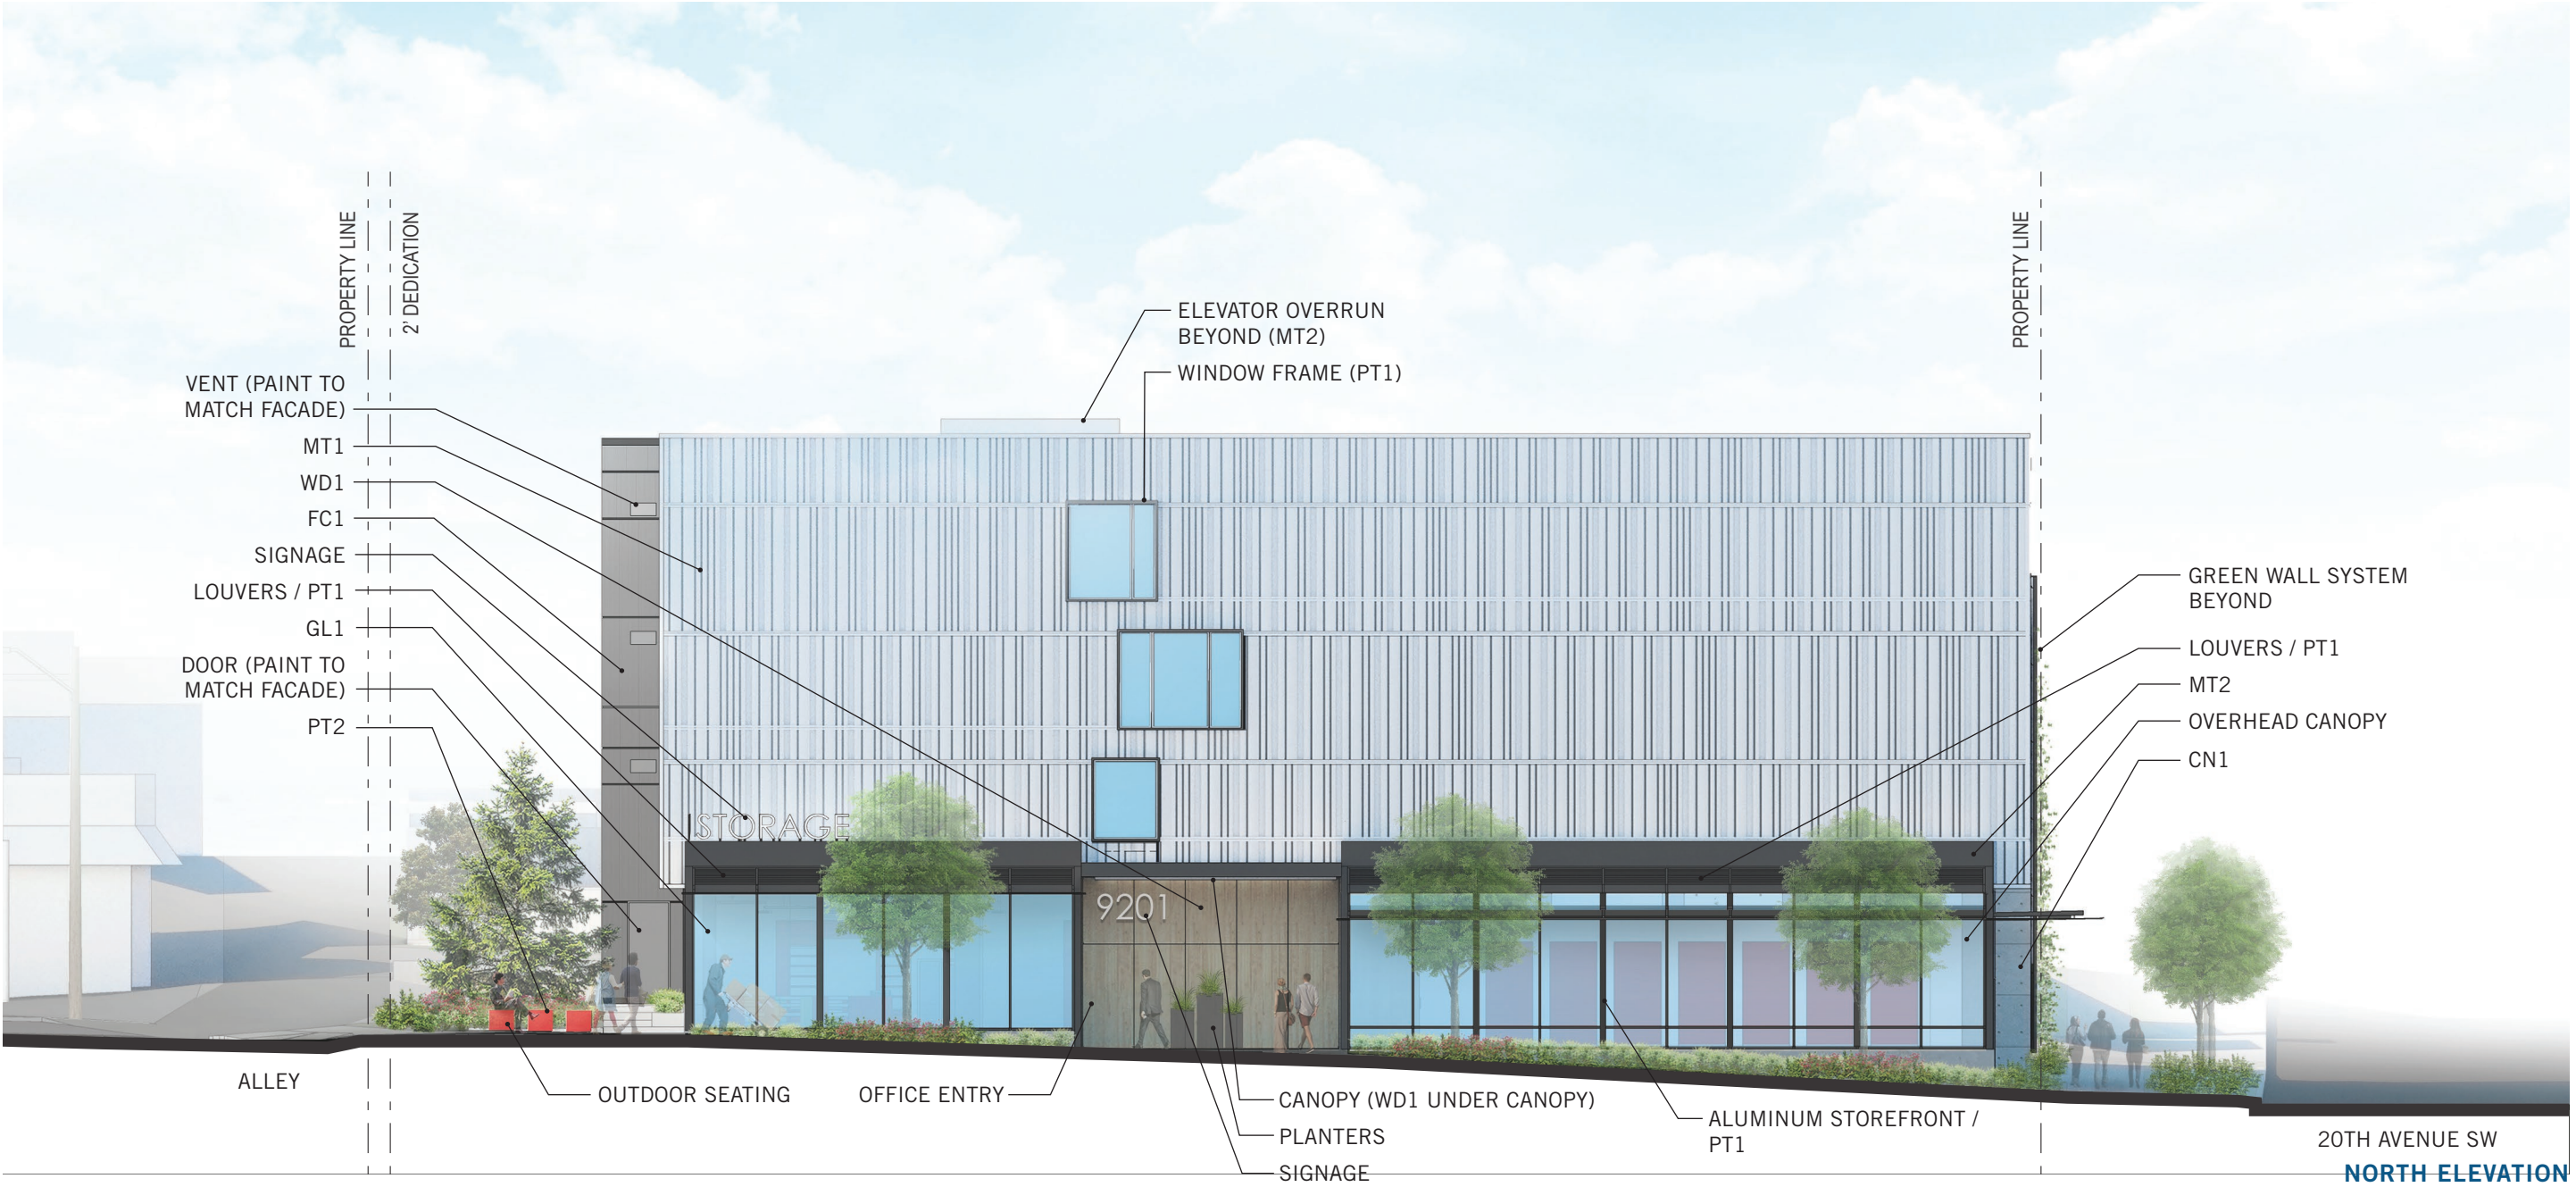 PROPERTY LINE
2' DEDICATION
PROPERTY LINE
ELEVATOR OVERRUN
BEYOND (MT2)
WINDOW FRAME (PT1)
VENT (PAINT TO
MATCH FACADE)
MT1
WD1
FC1
SIGNAGE
LOUVERS / PT1
GL1
DOOR (PAINT TO
MATCH FACADE)
PT2
GREEN WALL SYSTEM
BEYOND
LOUVERS / PT1
MT2
OVERHEAD CANOPY
CN1
STORAGE
9201
ALLEY
OUTDOOR SEATING
OFFICE ENTRY
CANOPY (WD1 UNDER CANOPY)
PLANTERS
SIGNAGE
ALUMINUM STOREFRONT /
PT1
20TH AVENUE SW
NORTH ELEVATION